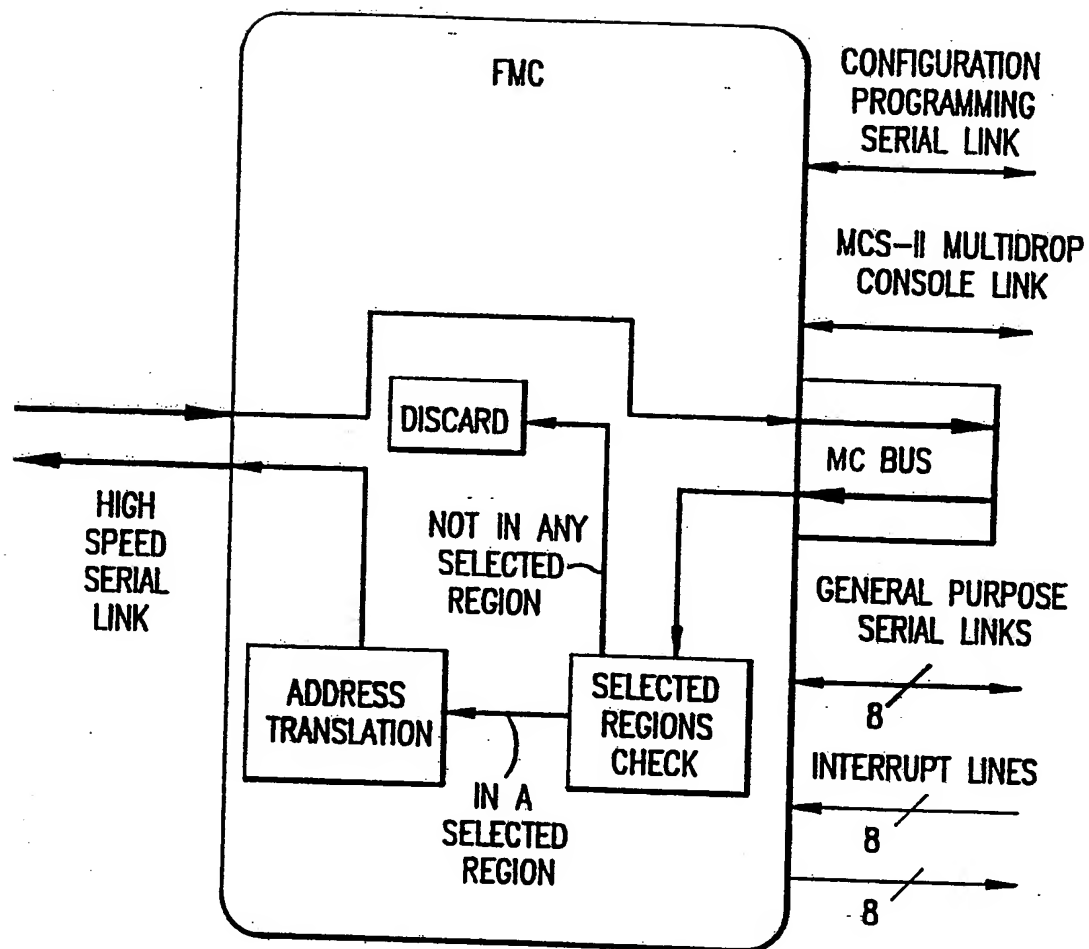 FMC
CONFIGURATION
PROGRAMMING
SERIAL LINK
MCS-II MULTIDROP
CONSOLE LINK
DISCARD
MC BUS
HIGH
SPEED
SERIAL
LINK
NOT IN ANY
SELECTED
REGION
GENERAL PURPOSE
SERIAL LINKS
8
ADDRESS
TRANSLATION
SELECTED
REGIONS
CHECK
IN A
SELECTED
REGION
INTERRUPT LINES
8
8